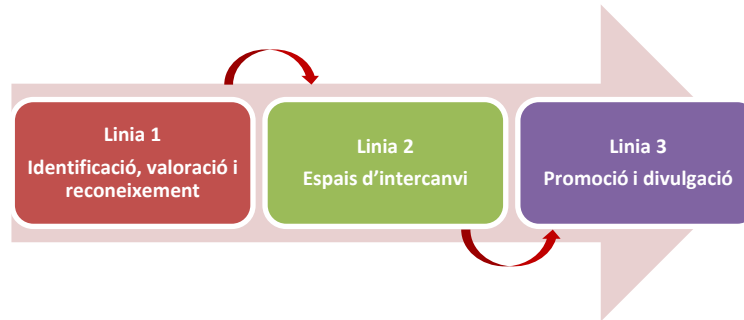 Linia 1
Identificació, valoració i
reconeixement
Linia 2
Espais d’intercanvi
Linia 3
Promoció i divulgació